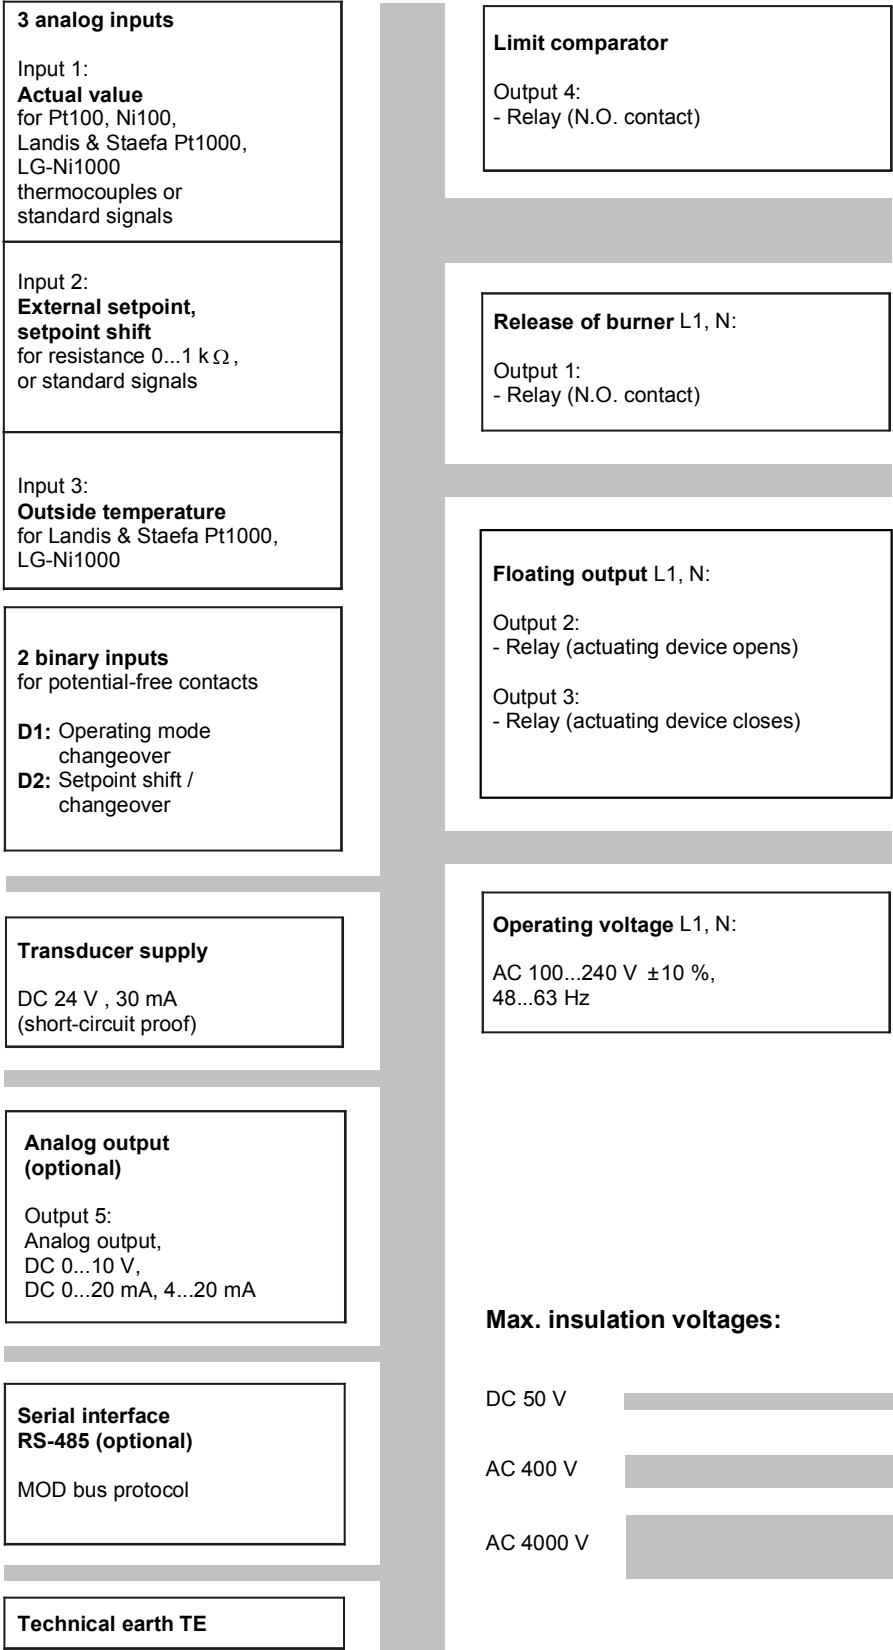 3 analog inputs
Input 1:
Actual value
for Pt100, Ni100,
Landis & Staefa Pt1000,
LG-Ni1000
thermocouples or
standard signals
Input 2:
External setpoint,
setpoint shift
for resistance 0...1 k Ω ,
or standard signals
Input 3:
Outside temperature
for Landis & Staefa Pt1000,
LG-Ni1000
2 binary inputs
for potential-free contacts
D1: Operating mode
changeover
D2: Setpoint shift /
changeover
Transducer supply
DC 24 V , 30 mA
(short-circuit proof)
Analog output
(optional)
Output 5:
Analog output,
DC 0...10 V,
DC 0...20 mA, 4...20 mA
Serial interface
RS-485 (optional)
MOD bus protocol
Technical earth TE
Limit comparator
Output 4:
- Relay (N.O. contact)
Release of burner L1, N:
Output 1:
- Relay (N.O. contact)
Floating output L1, N:
Output 2:
- Relay (actuating device opens)
Output 3:
- Relay (actuating device closes)
Operating voltage L1, N:
AC 100...240 V ±10 %,
48...63 Hz
Max. insulation voltages:
DC 50 V
AC 400 V
AC 4000 V